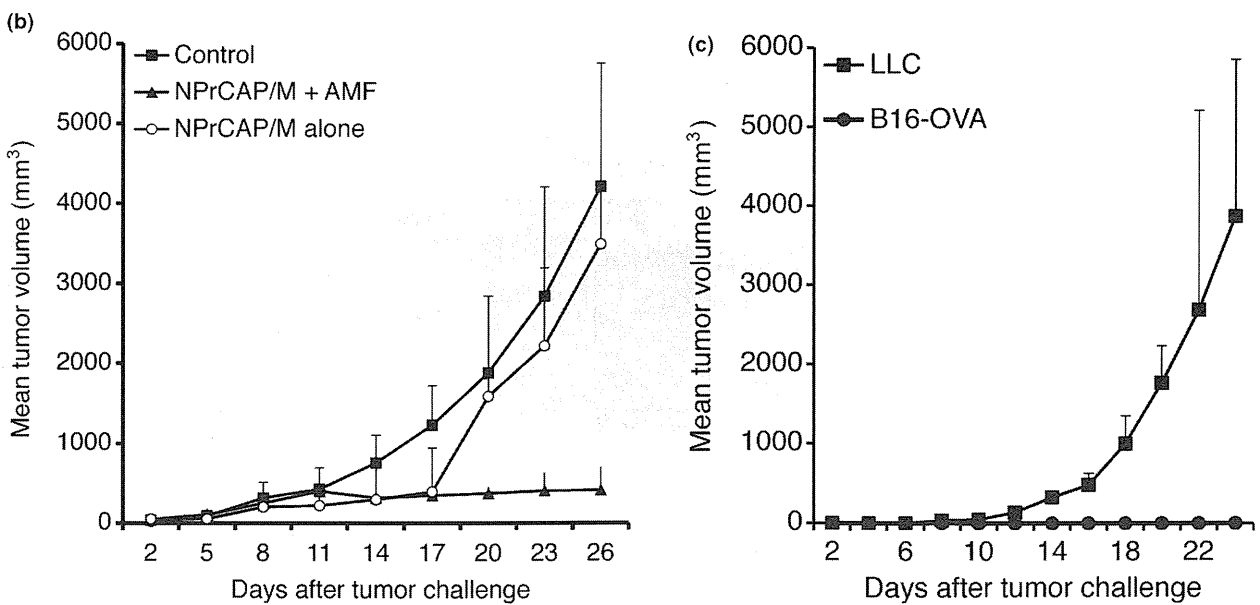 (b)
6000
5000
4000
3000
2000
1000
0
Mean tumor volume (mm³)
Control
NPrCAP/M + AMF
NPrCAP/M alone
2 5 8 11 14 17 20 23 26
Days after tumor challenge
(c)
6000
5000
4000
3000
2000
1000
0
Mean tumor volume (mm³)
LLC
B16-OVA
2 6 10 14 18 22
Days after tumor challenge